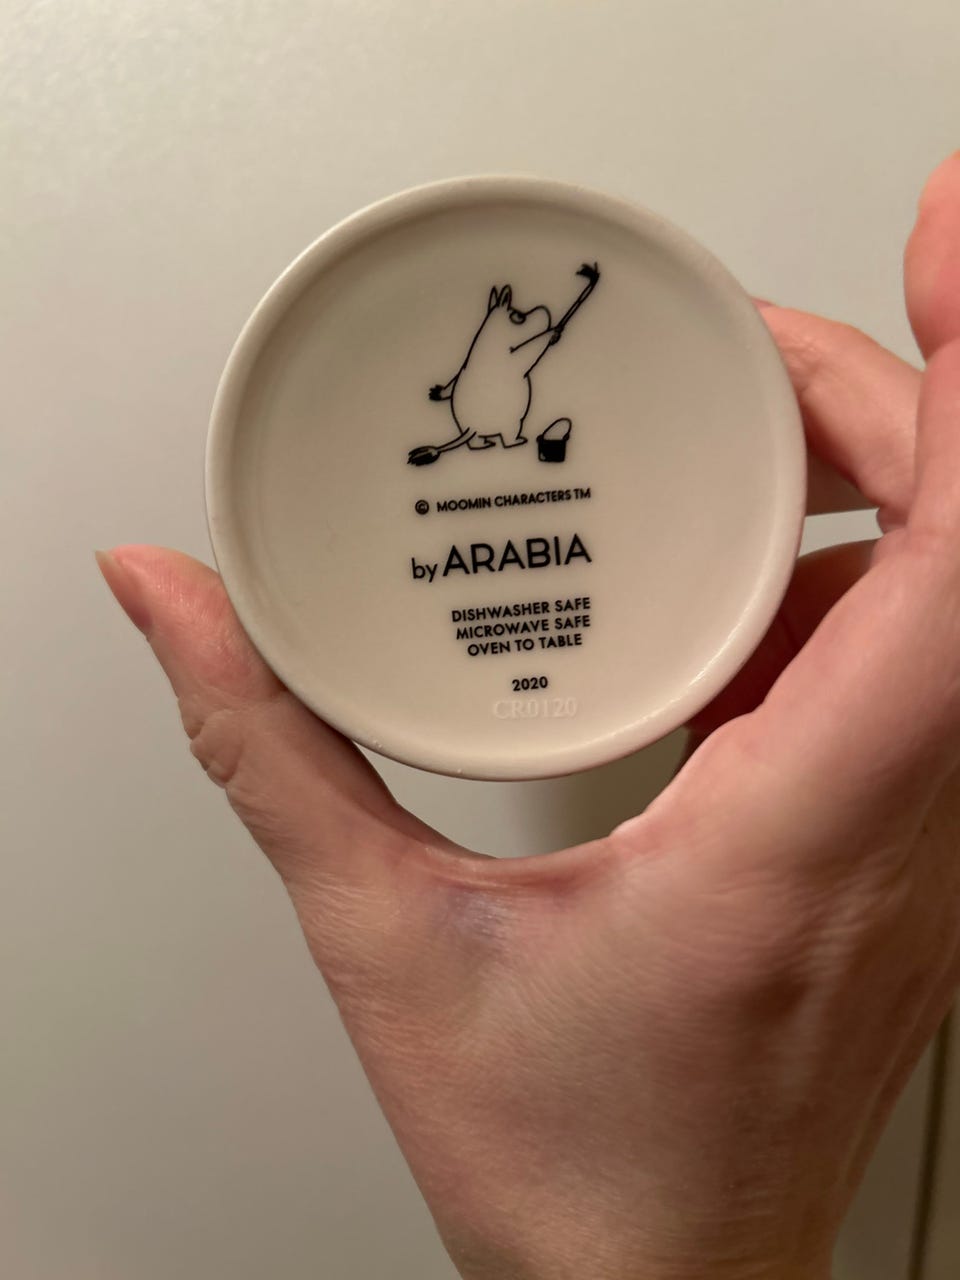 © MOOMIN CHARACTERS TM
by ARABIA
DISHWASHER SAFE
MICROWAVE SAFE
OVEN TO TABLE
2020
CR0120